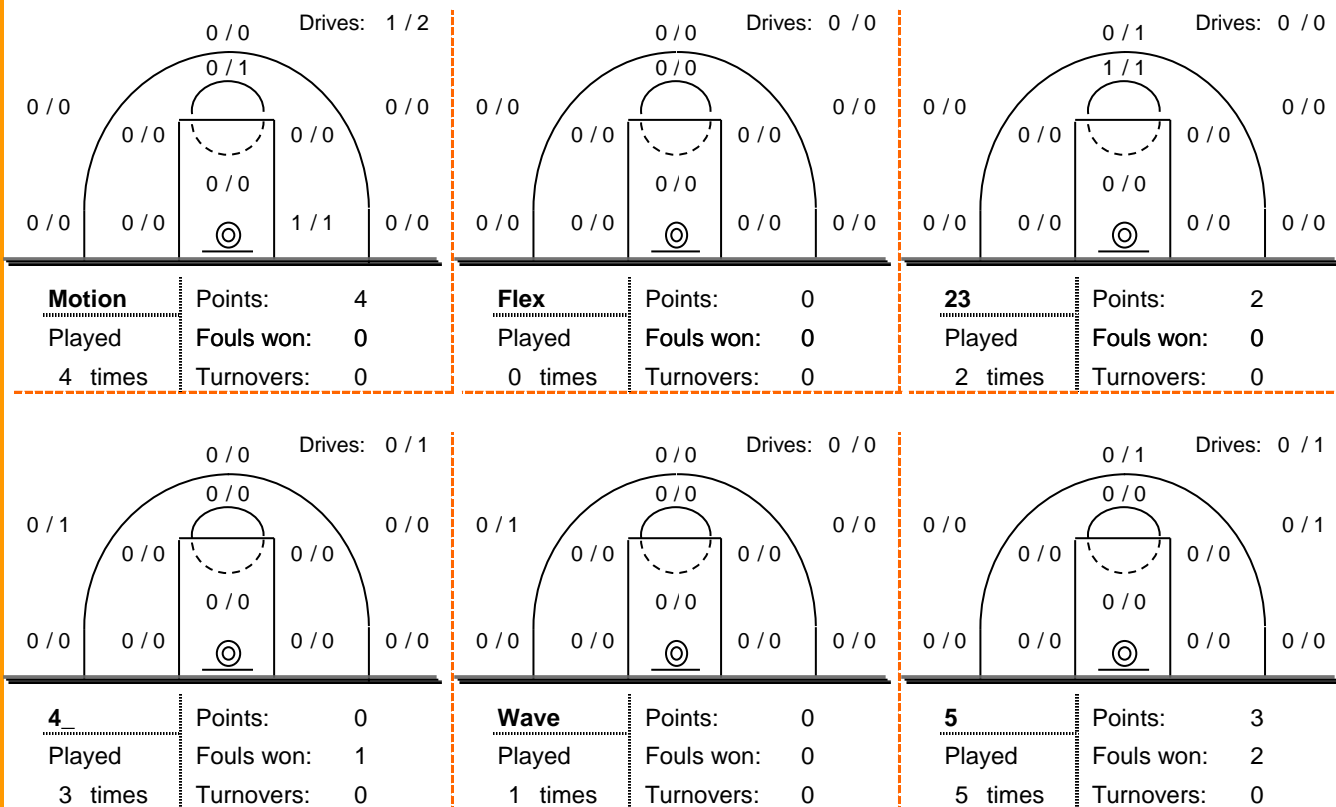 0 / 0 Drives: 1 / 2
0 / 1
0 / 0 0 / 0
0 / 0 0 / 0
0 / 0
0 / 0 0 / 0 1 / 1 0 / 0
Motion Points: 4
Played Fouls won: 0
4 times Turnovers: 0
0 / 0 Drives: 0 / 0
0 / 0
0 / 0 0 / 0
0 / 0 0 / 0
0 / 0
0 / 0 0 / 0 0 / 0 0 / 0
Flex Points: 0
Played Fouls won: 0
0 times Turnovers: 0
0 / 1 Drives: 0 / 0
1 / 1
0 / 0 0 / 0
0 / 0 0 / 0
0 / 0
0 / 0 0 / 0 0 / 0 0 / 0
23 Points: 2
Played Fouls won: 0
2 times Turnovers: 0
0 / 0 Drives: 0 / 1
0 / 0
0 / 1 0 / 0
0 / 0 0 / 0
0 / 0
0 / 0 0 / 0 0 / 0 0 / 0
4_ Points: 0
Played Fouls won: 1
3 times Turnovers: 0
0 / 0 Drives: 0 / 0
0 / 0
0 / 1 0 / 0
0 / 0 0 / 0
0 / 0
0 / 0 0 / 0 0 / 0 0 / 0
Wave Points: 0
Played Fouls won: 0
1 times Turnovers: 0
0 / 1 Drives: 0 / 1
0 / 0
0 / 0 0 / 1
0 / 0 0 / 0
0 / 0
0 / 0 0 / 0 0 / 0 0 / 0
5 Points: 3
Played Fouls won: 2
5 times Turnovers: 0